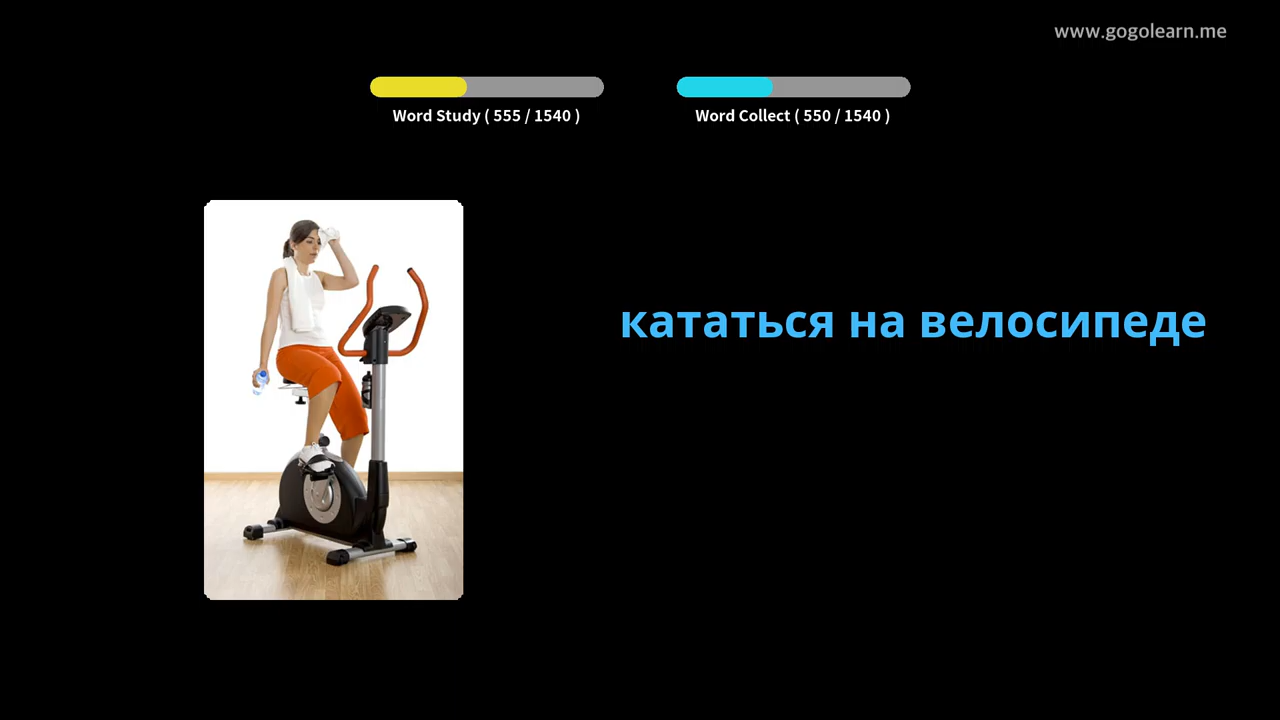 www.gogolearn.me
Word Study ( 555 / 1540 )
Word Collect ( 550 / 1540 )
кататься на велосипеде